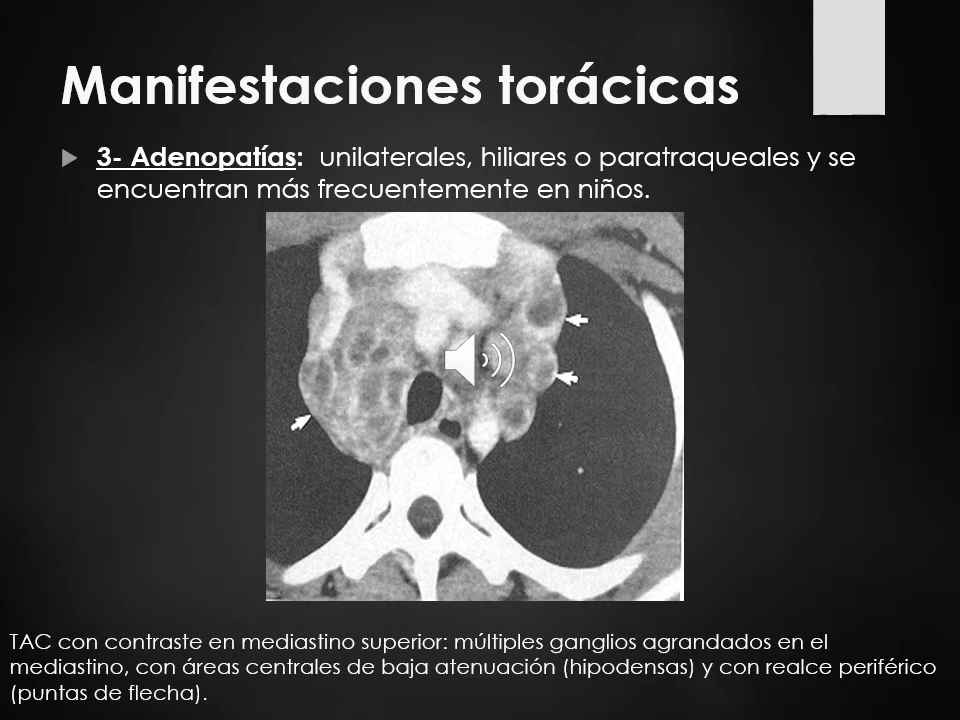 Manifestaciones torácicas
3- Adenopatías: unilaterales, hiliares o paratraqueales y se
encuentran más frecuentemente en niños.
TAC con contraste en mediastino superior: múltiples ganglios agrandados en el
mediastino, con áreas centrales de baja atenuación (hipodensas) y con realce periférico
(puntas de flecha).